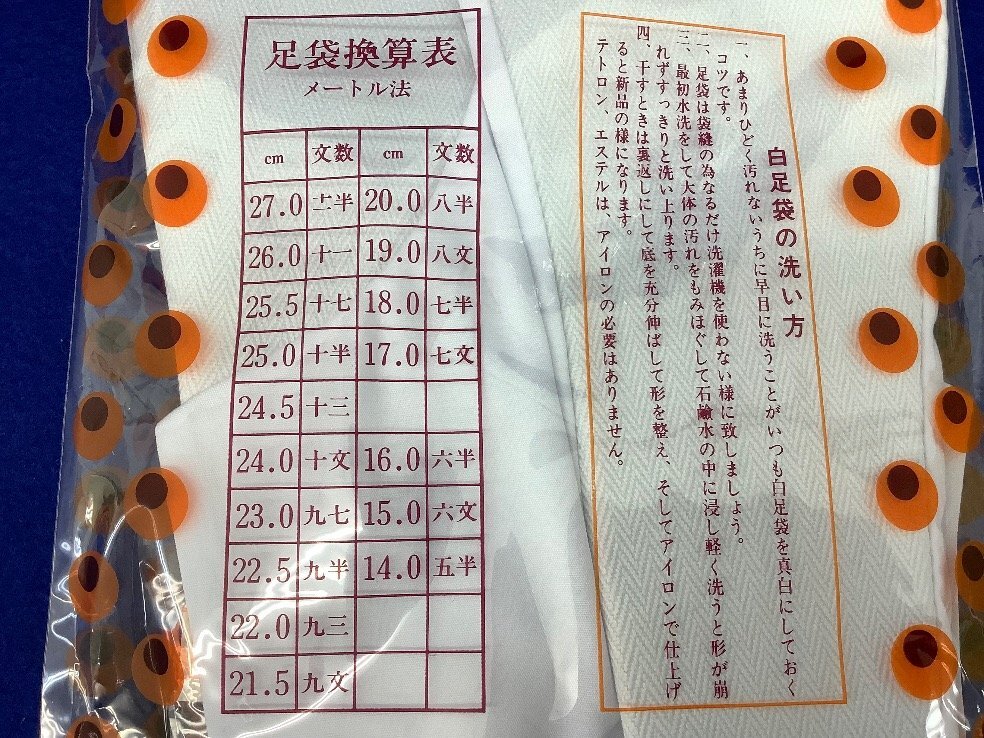 足袋換算表
メートル法
cm 文数 cm 文数
27.0 十一半 20.0 八半
26.0 十一 19.0 八文
25.5 十七 18.0 七半
25.0 十半 17.0 七文
24.5 十三
24.0 十文 16.0 六半
23.0 九七 15.0 六文
22.5 九半 14.0 五半
22.0 九三
21.5 九文
白足袋の洗い方
一、あまりひどく汚れないうちに早目に洗うことがいつも白足袋を真白にしておく
コツです。
二、足袋は袋縫の為なるだけ洗濯機を使わない様に致しましょう。
三、最初水洗をして大体の汚れをもみほぐして石鹸水の中に浸し軽く洗うと形が崩
れずすっきりと洗い上ります。
四、干すときは裏返しにして底を充分伸ばして形を整え、そしてアイロンで仕上げ
ると新品の様になります。
テトロン、エステルは、アイロンの必要はありません。